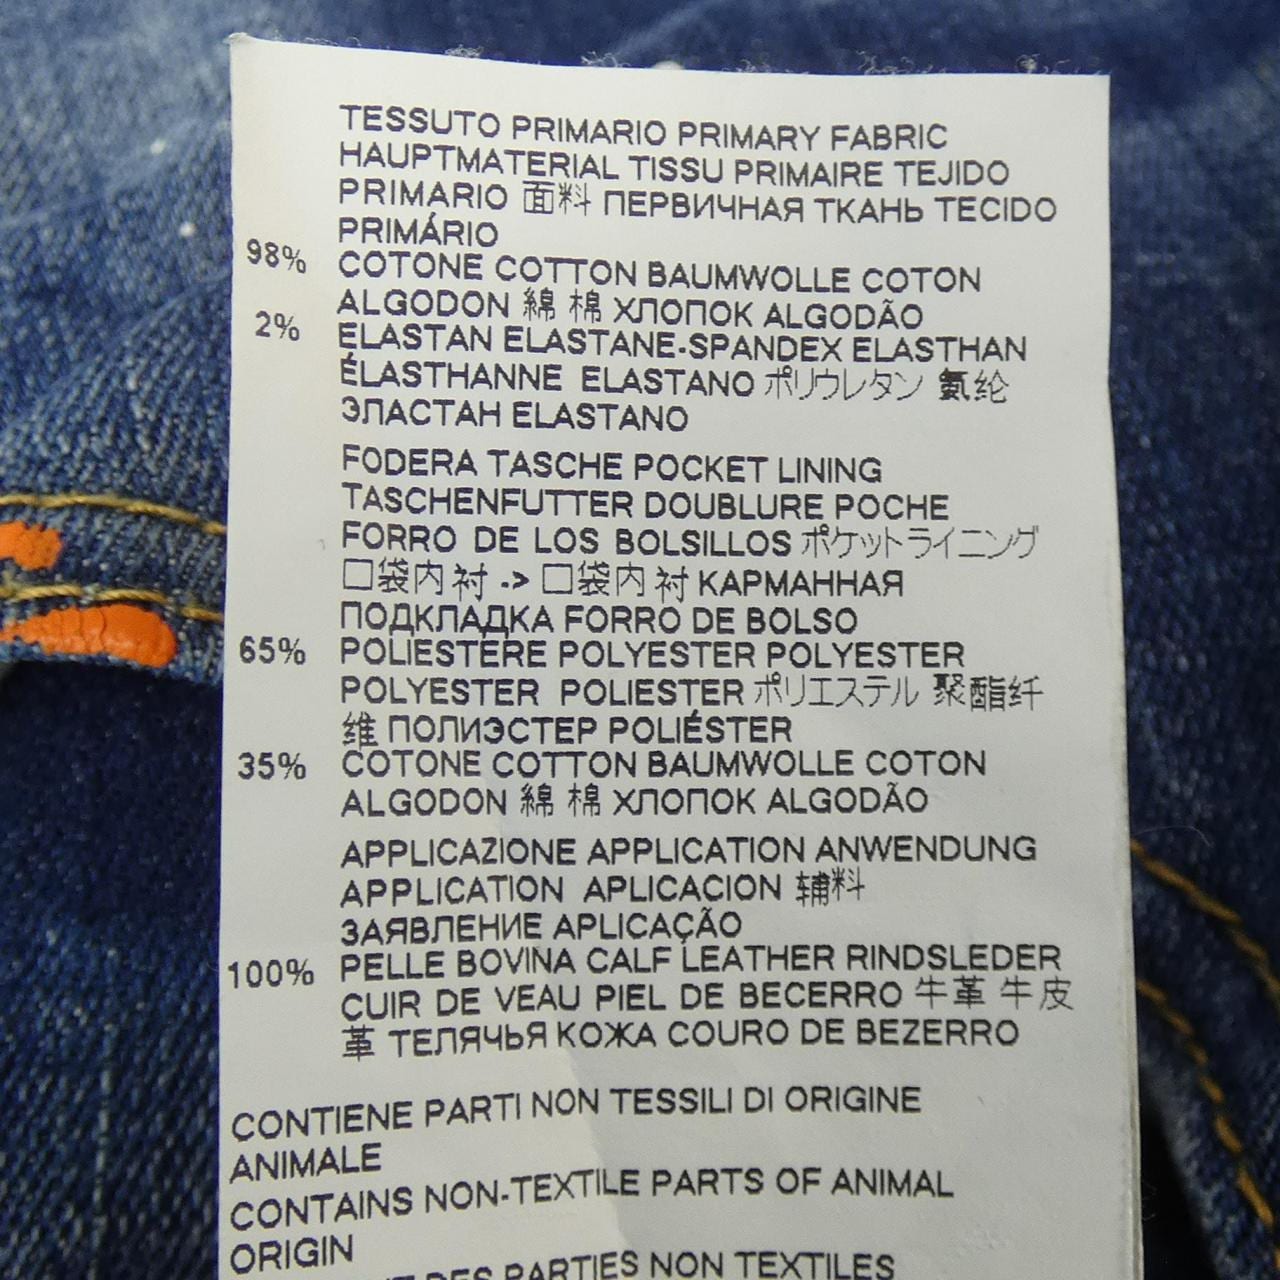 TESSUTO PRIMARIO PRIMARY FABRIC
HAUPTMATERIAL TISSU PRIMAIRE TEJIDO
PRIMARIO 面料 ПЕРВИЧНАЯ ТКАНЬ TECIDO
PRIMÁRIO
98% COTONE COTTON BAUMWOLLE COTON
ALGODON 綿 棉 ХЛОПОК ALGODÃO
2% ELASTAN ELASTANE-SPANDEX ELASTHAN
ÉLASTHANNE ELASTANO ポリウレタン 氨纶
ЭЛАСТАН ELASTANO
FODERA TASCHE POCKET LINING
TASCHENFUTTER DOUBLURE POCHE
FORRO DE LOS BOLSILLOS ポケットライニング
口袋内衬 -> 口袋内衬 КАРМАННАЯ
ПОДКЛАДКА FORRO DE BOLSO
65% POLIESTERE POLYESTER POLYESTER
POLYESTER POLIESTER ポリエステル 聚酯纤
维 ПОЛИЭСТЕР POLIÉSTER
35% COTONE COTTON BAUMWOLLE COTON
ALGODON 綿 棉 ХЛОПОК ALGODÃO
APPLICAZIONE APPLICATION ANWENDUNG
APPLICATION APLICACION 辅料
ЗАЯВЛЕНИЕ APLICAÇÃO
100% PELLE BOVINA CALF LEATHER RINDSLEDER
CUIR DE VEAU PIEL DE BECERRO 牛革 牛皮
革 ТЕЛЯЧЬЯ КОЖА COURO DE BEZERRO
CONTIENE PARTI NON TESSILI DI ORIGINE
ANIMALE
CONTAINS NON-TEXTILE PARTS OF ANIMAL
ORIGIN
DES PARTIES NON TEXTILES